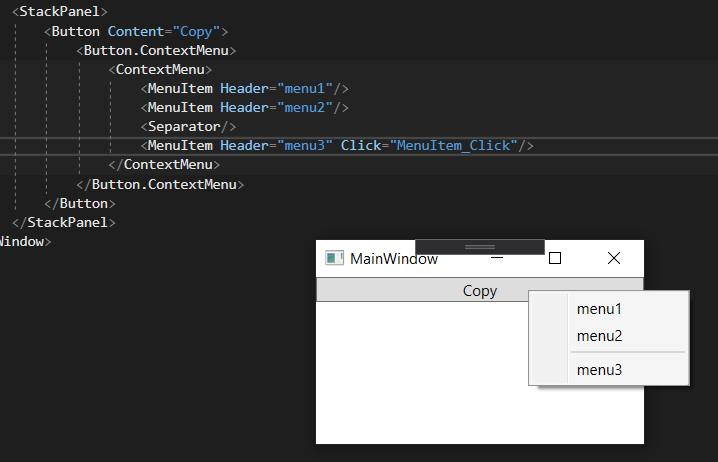 <StackPanel>
<Button Content="Copy">
<Button.ContextMenu>
<ContextMenu>
<MenuItem Header="menu1"/>
<MenuItem Header="menu2"/>
<Separator/>
<MenuItem Header="menu3" Click="MenuItem_Click"/>
</ContextMenu>
</Button.ContextMenu>
</Button>
</StackPanel>
Window>
MainWindow
Copy
menu1
menu2
menu3